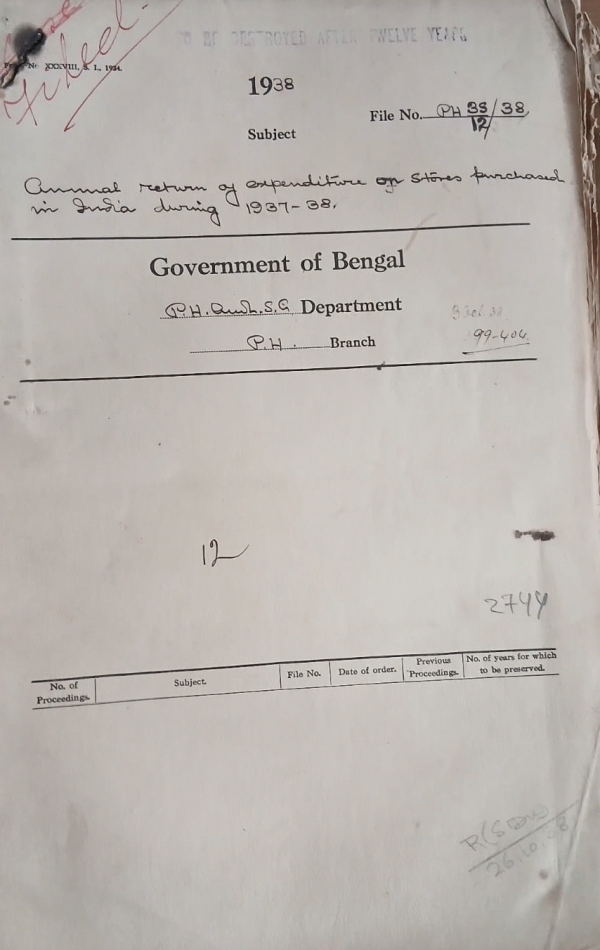 TO BE DESTROYED AFTER TWELVE YEARS
No. XXXVIII, S. I., 1924.
1938
File No. PH 3S/38
12
Subject
Annual return of expenditure on stores purchased
in India during 1937-38.
Government of Bengal
P.H. and L.S.G. Department
99-404
P.H. Branch
12
2744
No. of Proceedings. Subject. File No. Date of order. Previous Proceedings. No. of years for which to be preserved.
26.10.38